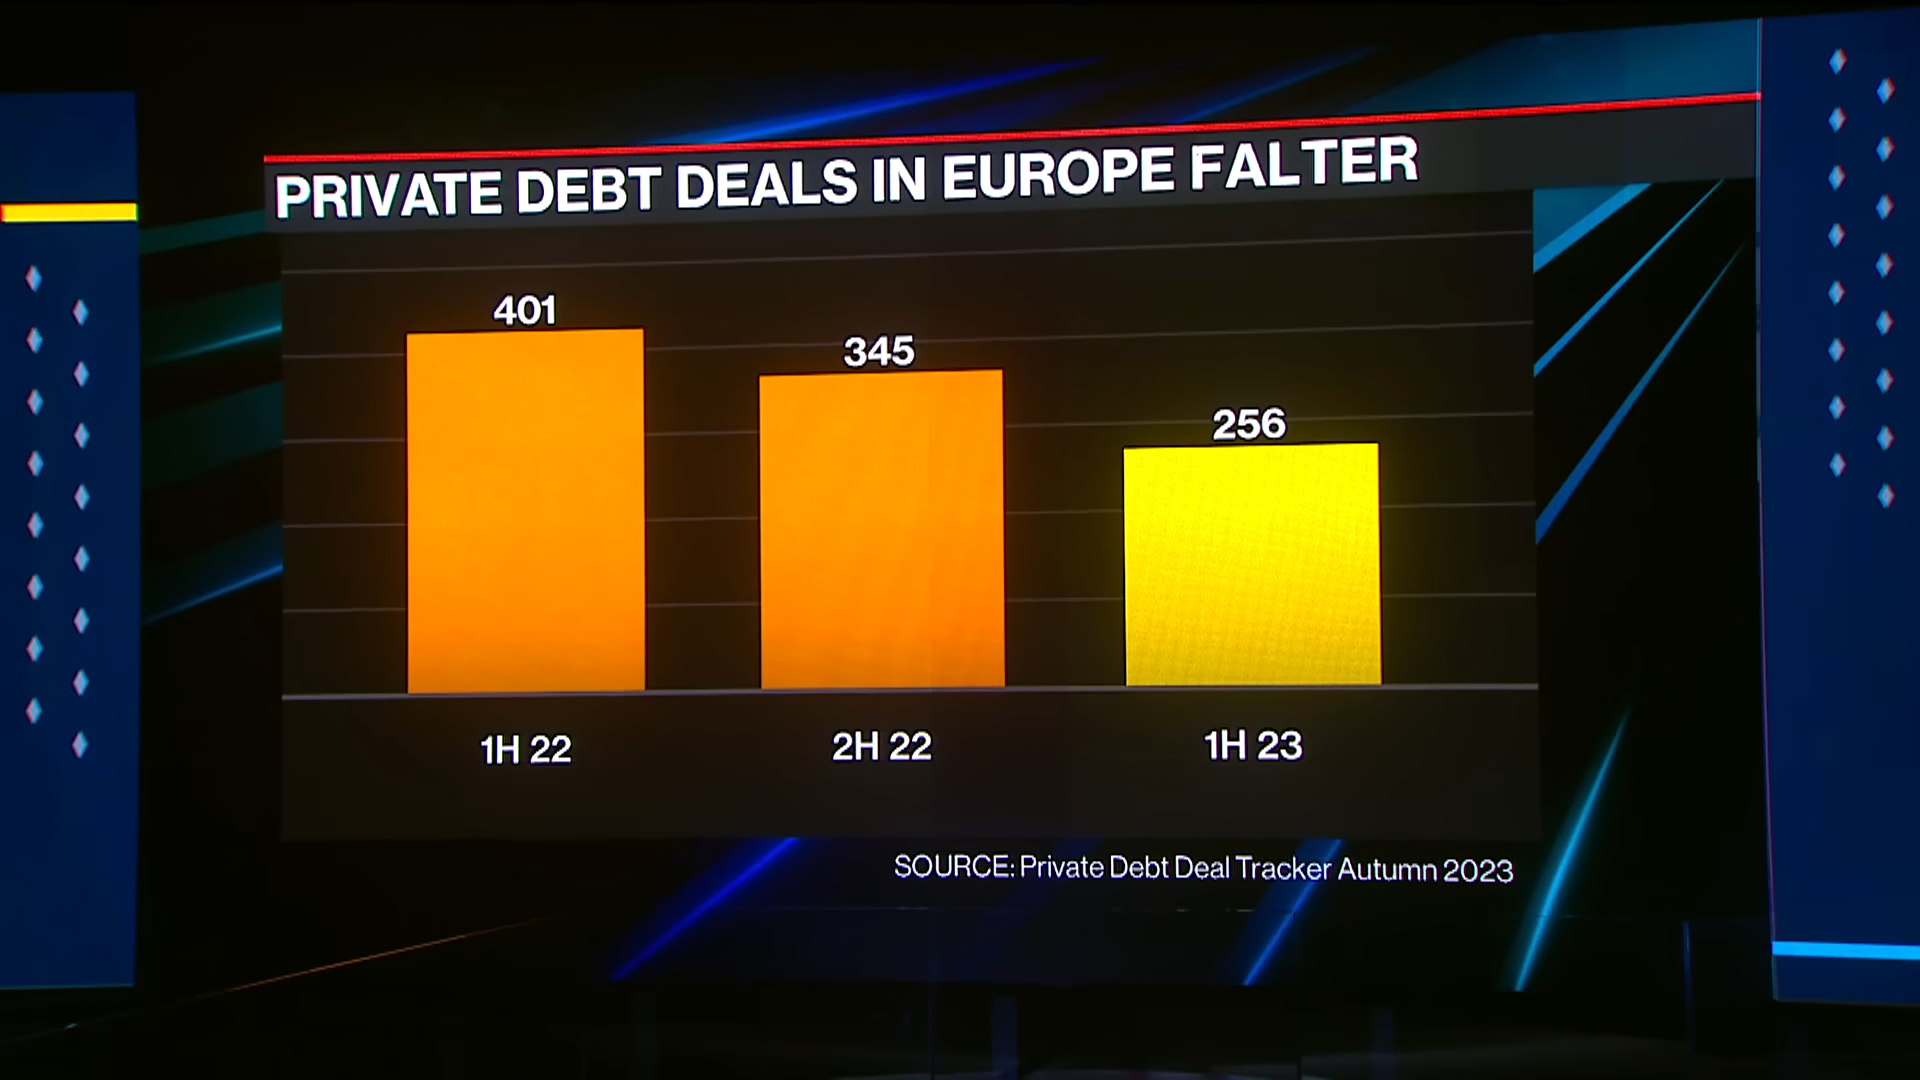 PRIVATE DEBT DEALS IN EUROPE FALTER
401
345
256
1H 22
2H 22
1H 23
SOURCE: Private Debt Deal Tracker Autumn 2023